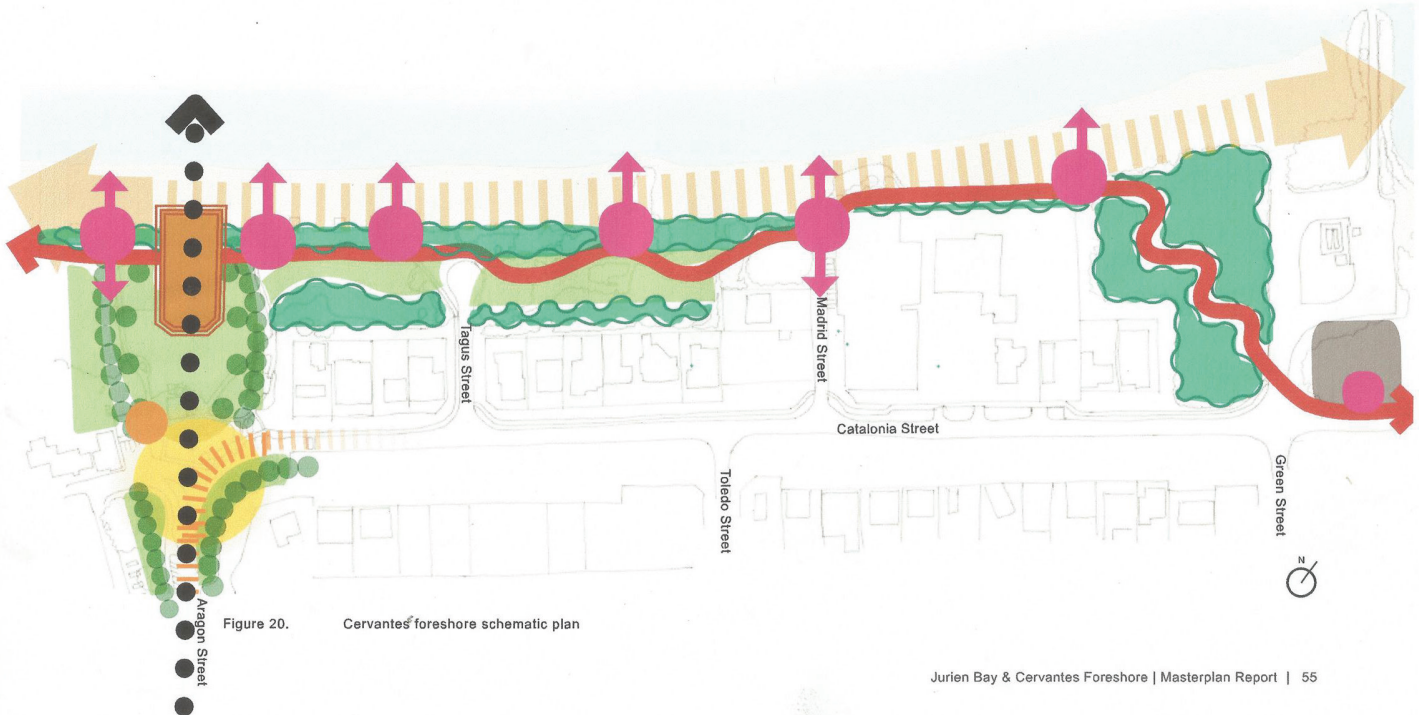 Tagus Street
Madrid Street
Catalonia Street
Toledo Street
Green Street
N
Aragon Street
Figure 20. Cervantes foreshore schematic plan
Jurien Bay & Cervantes Foreshore | Masterplan Report | 55